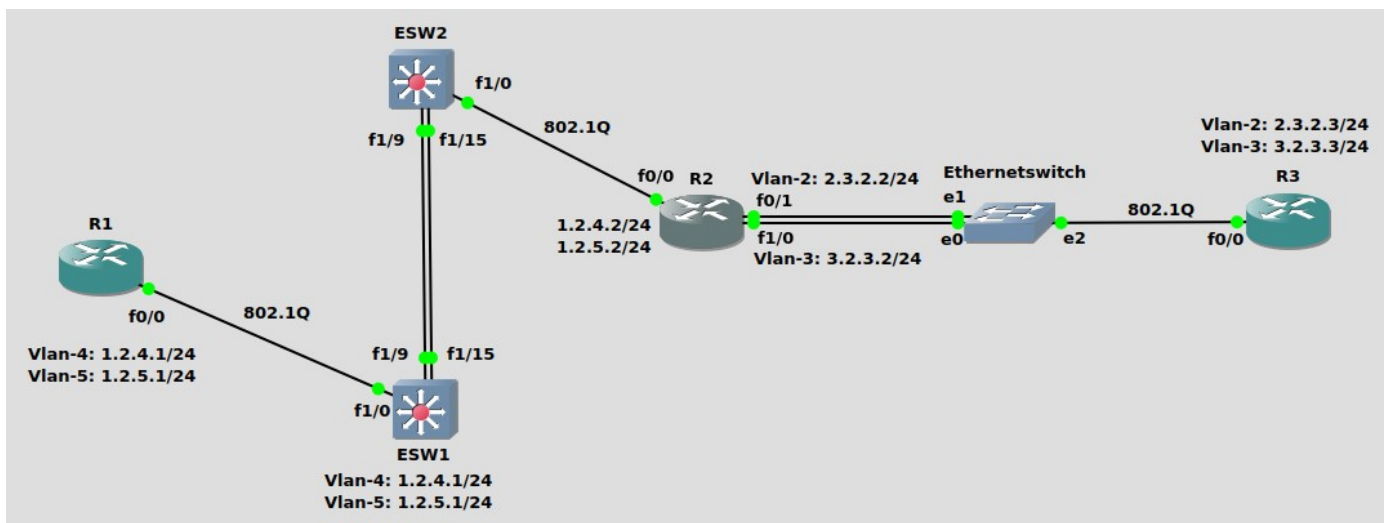 ESW2
f1/0
802.1Q
f1/9
f1/15
Vlan-2: 2.3.2.3/24
Vlan-3: 3.2.3.3/24
f0/0
R2
Vlan-2: 2.3.2.2/24
Ethernetswitch
R3
f0/1
e1
1.2.4.2/24
1.2.5.2/24
802.1Q
R1
f1/0
e0
e2
f0/0
Vlan-3: 3.2.3.2/24
f0/0
802.1Q
Vlan-4: 1.2.4.1/24
Vlan-5: 1.2.5.1/24
f1/9
f1/15
f1/0
ESW1
Vlan-4: 1.2.4.1/24
Vlan-5: 1.2.5.1/24